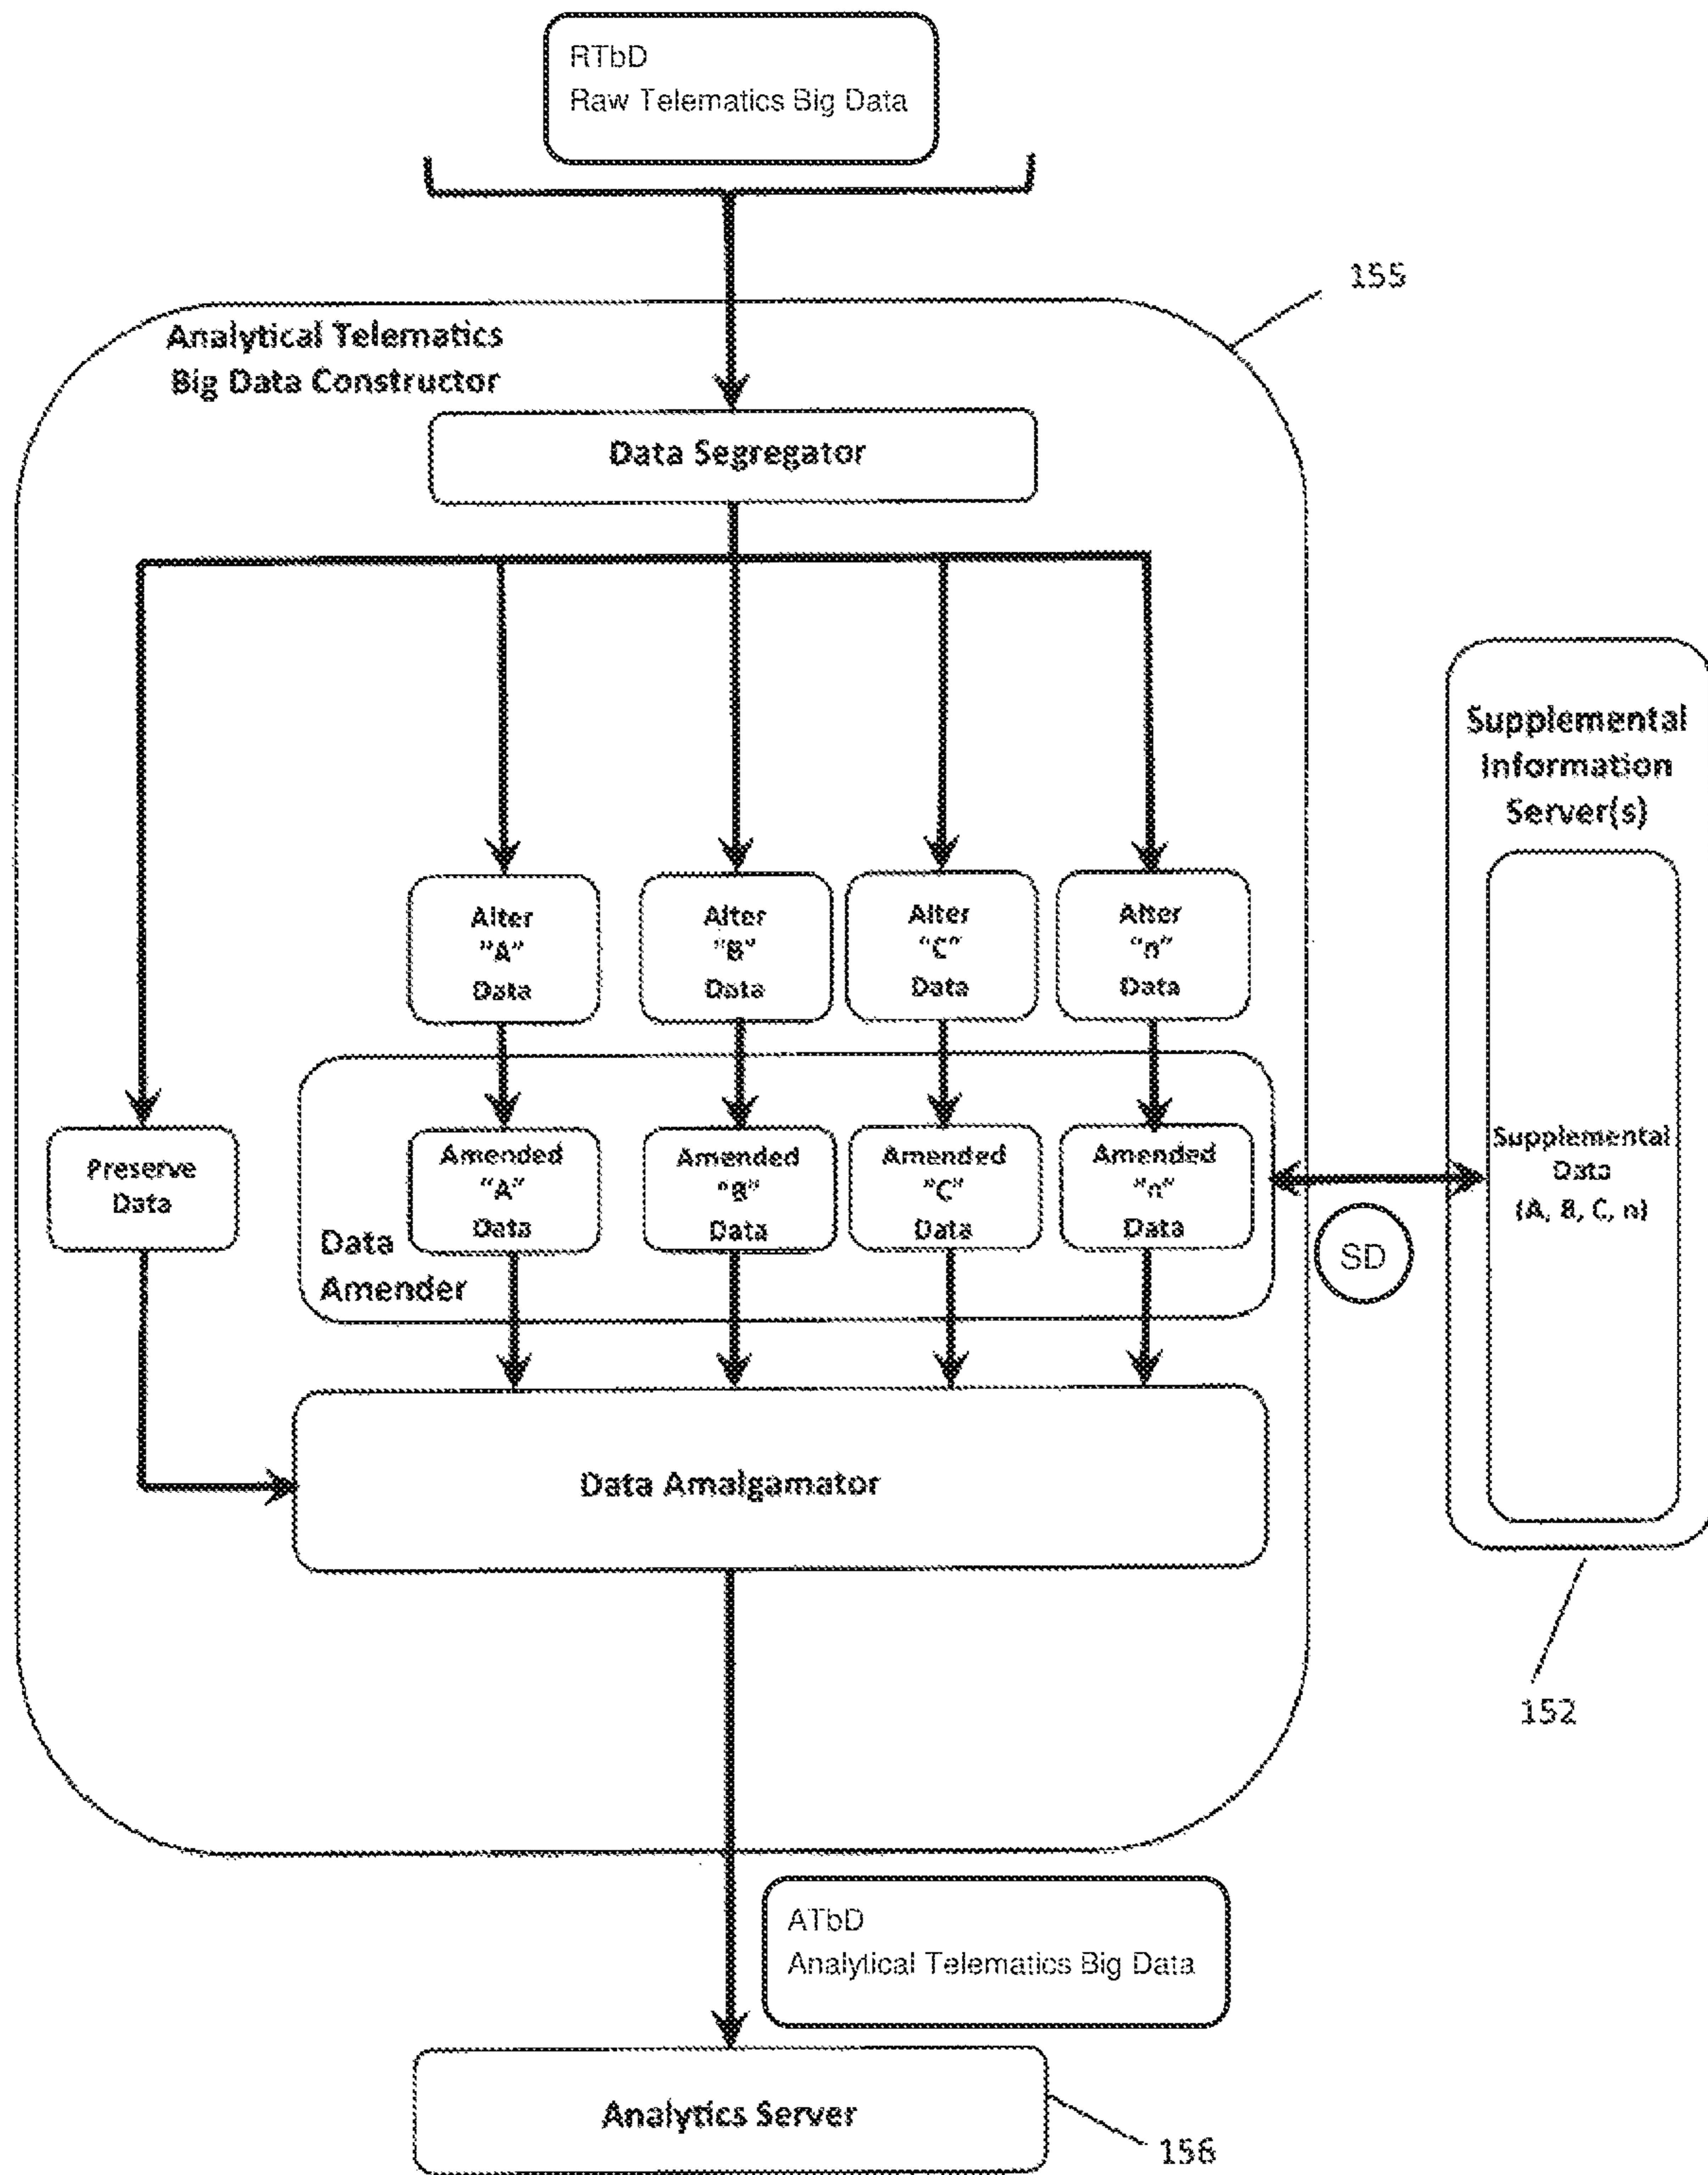 RTbD
Raw Telematics Big Data
155
Analytical Telematics
Big Data Constructor
Data Segregator
Supplemental
Information
Server(s)
Alter
"A"
Data
Alter
"B"
Data
Alter
"C"
Data
Alter
"n"
Data
Preserve
Data
Amended
"A"
Data
Amended
"B"
Data
Amended
"C"
Data
Amended
"n"
Data
Data
Amender
Supplemental
Data
(A, B, C, n)
SD
Data Amalgamator
152
ATbD
Analytical Telematics Big Data
Analytics Server
156